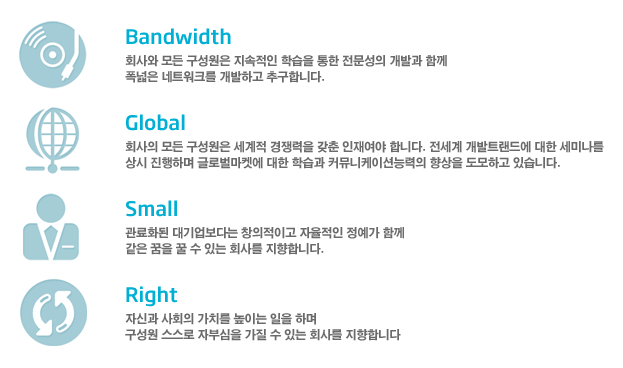 Bandwidth
회사와 모든 구성원은 지속적인 학습을 통한 전문성의 개발과 함께
폭넓은 네트워크를 개발하고 추구합니다.
Global
회사의 모든 구성원은 세계적 경쟁력을 갖춘 인재여야 합니다. 전세계 개발트랜드에 대한 세미나를
상시 진행하며 글로벌마켓에 대한 학습과 커뮤니케이션능력의 향상을 도모하고 있습니다.
Small
관료화된 대기업보다는 창의적이고 자율적인 정예가 함께
같은 꿈을 꿀 수 있는 회사를 지향합니다.
Right
자신과 사회의 가치를 높이는 일을 하며
구성원 스스로 자부심을 가질 수 있는 회사를 지향합니다